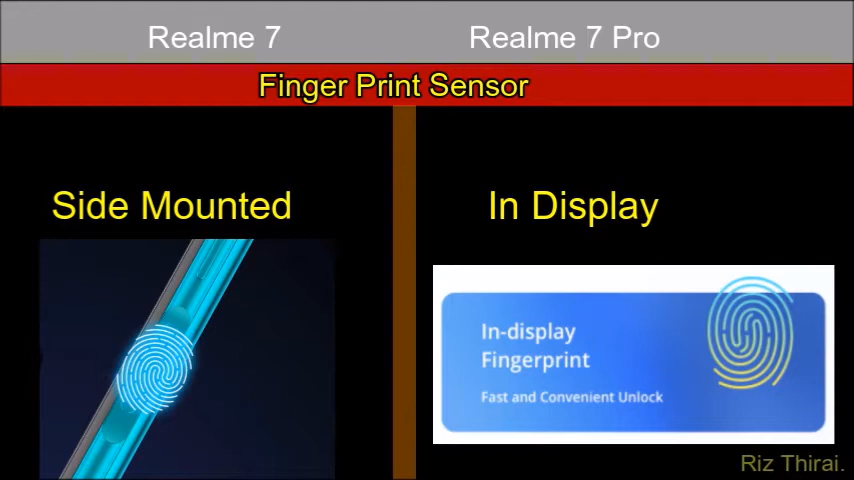 Realme 7
Realme 7 Pro
Finger Print Sensor
Side Mounted
In Display
In-display
Fingerprint
Fast and Convenient Unlock
Riz Thirai.